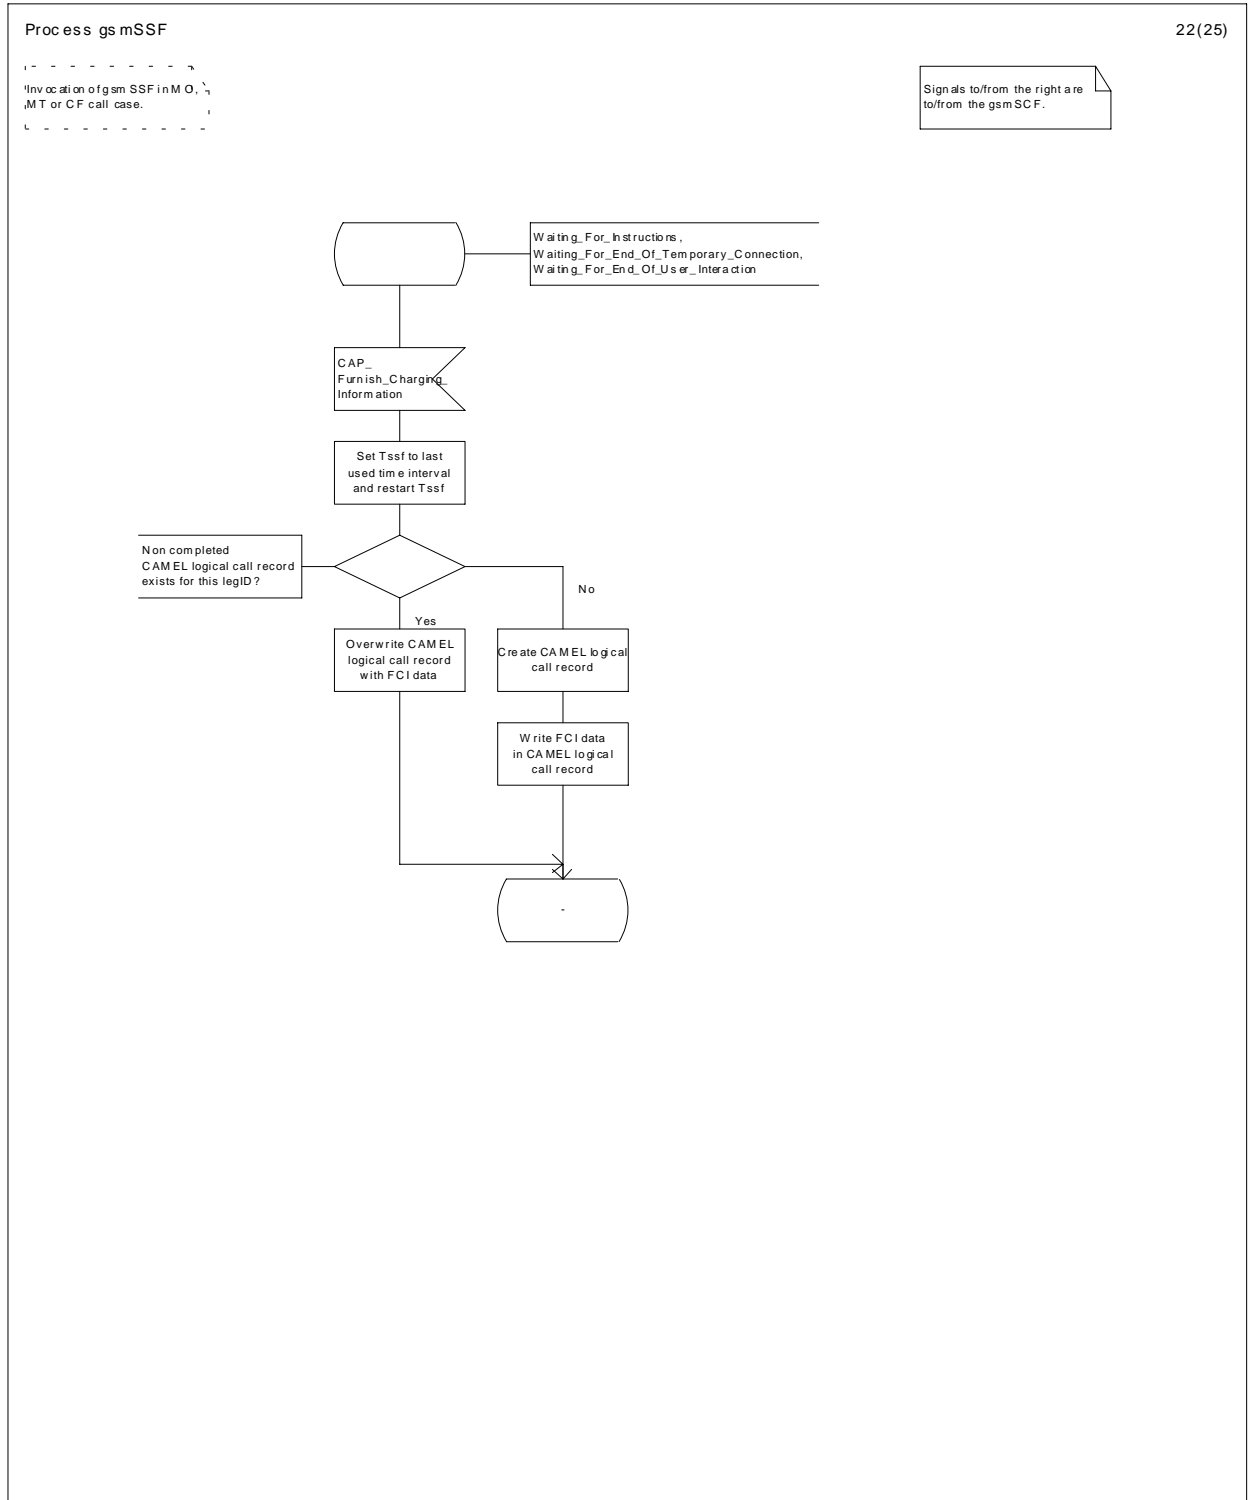 Process gsmSSF
22(25)
Invocation of gsmSSF in MO,
MT or CF call case.
Signals to/from the right are
to/from the gsmSCF.
Waiting_For_Instructions,
Waiting_For_End_Of_Temporary_Connection,
Waiting_For_End_Of_User_Interaction
CAP_
Furnish_Charging_
Information
Set Tssf to last
used time interval
and restart Tssf
Non completed
CAMEL logical call record
exists for this legID?
No
Yes
Overwrite CAMEL
logical call record
with FCI data
Create CAMEL logical
call record
Write FCI data
in CAMEL logical
call record
-